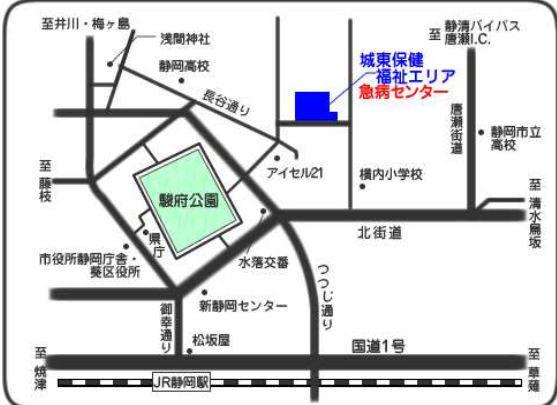 至井川・梅ヶ島
浅間神社
静岡高校
長谷通り
城東保健
福祉エリア
急病センター
至 静清バイパス
唐瀬I.C.
唐瀬街道
静岡市立
高校
至藤枝
アイセル21
横内小学校
至清水鳥坂
駿府公園
県庁
市役所静岡庁舎・
葵区役所
水落交番
北街道
つつじ通り
新静岡センター
御幸通り
松坂屋
国道1号
至焼津
JR静岡駅
至草薙